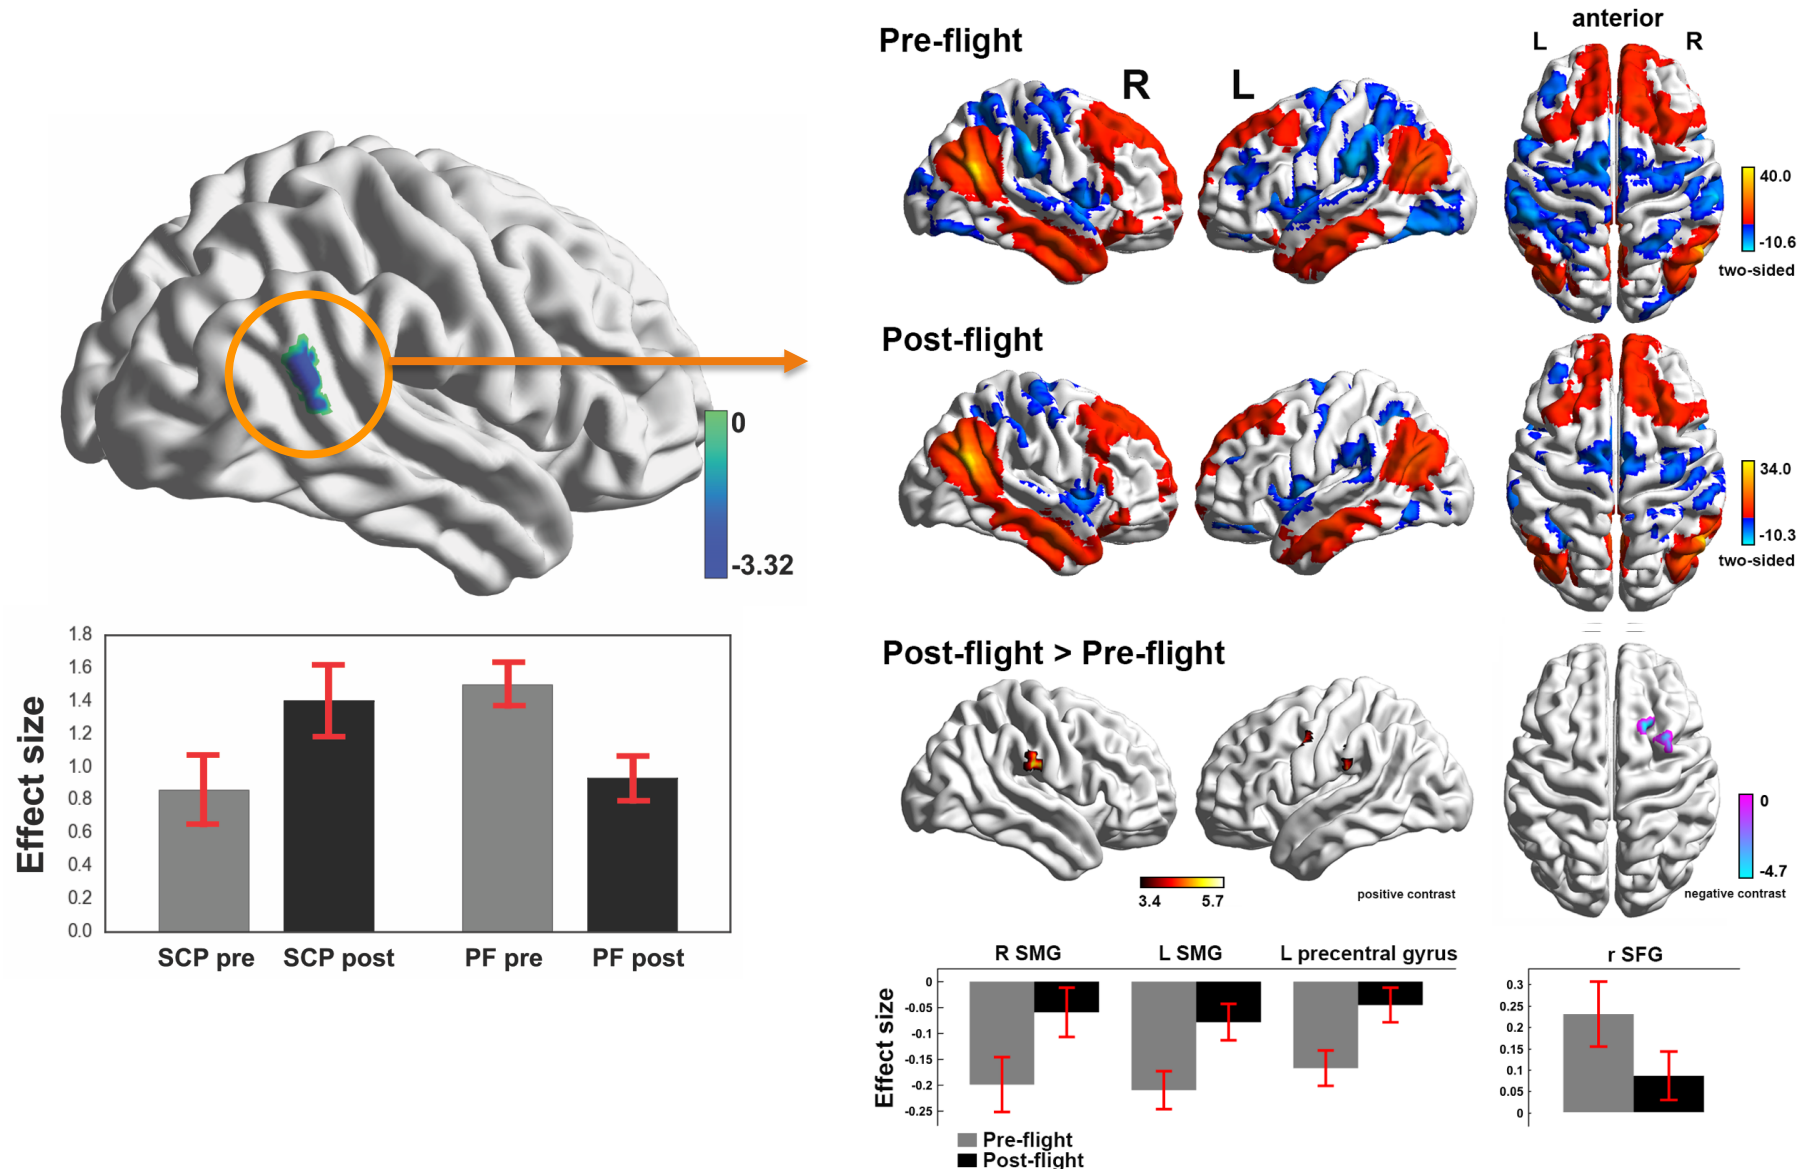 0
-3.32
1.8
1.6
1.4
1.2
1.0
0.8
0.6
0.4
0.2
0.0
Effect size
SCP pre SCP post PF pre PF post
Pre-flight
R L
anterior
L R
40.0
-10.6
two-sided
Post-flight
34.0
-10.3
two-sided
Post-flight > Pre-flight
3.4 5.7
positive contrast
0
-4.7
negative contrast
R SMG L SMG L precentral gyrus
0
-0.05
-0.1
-0.15
-0.2
-0.25
Effect size
Pre-flight
Post-flight
r SFG
0.3
0.25
0.2
0.15
0.1
0.05
0